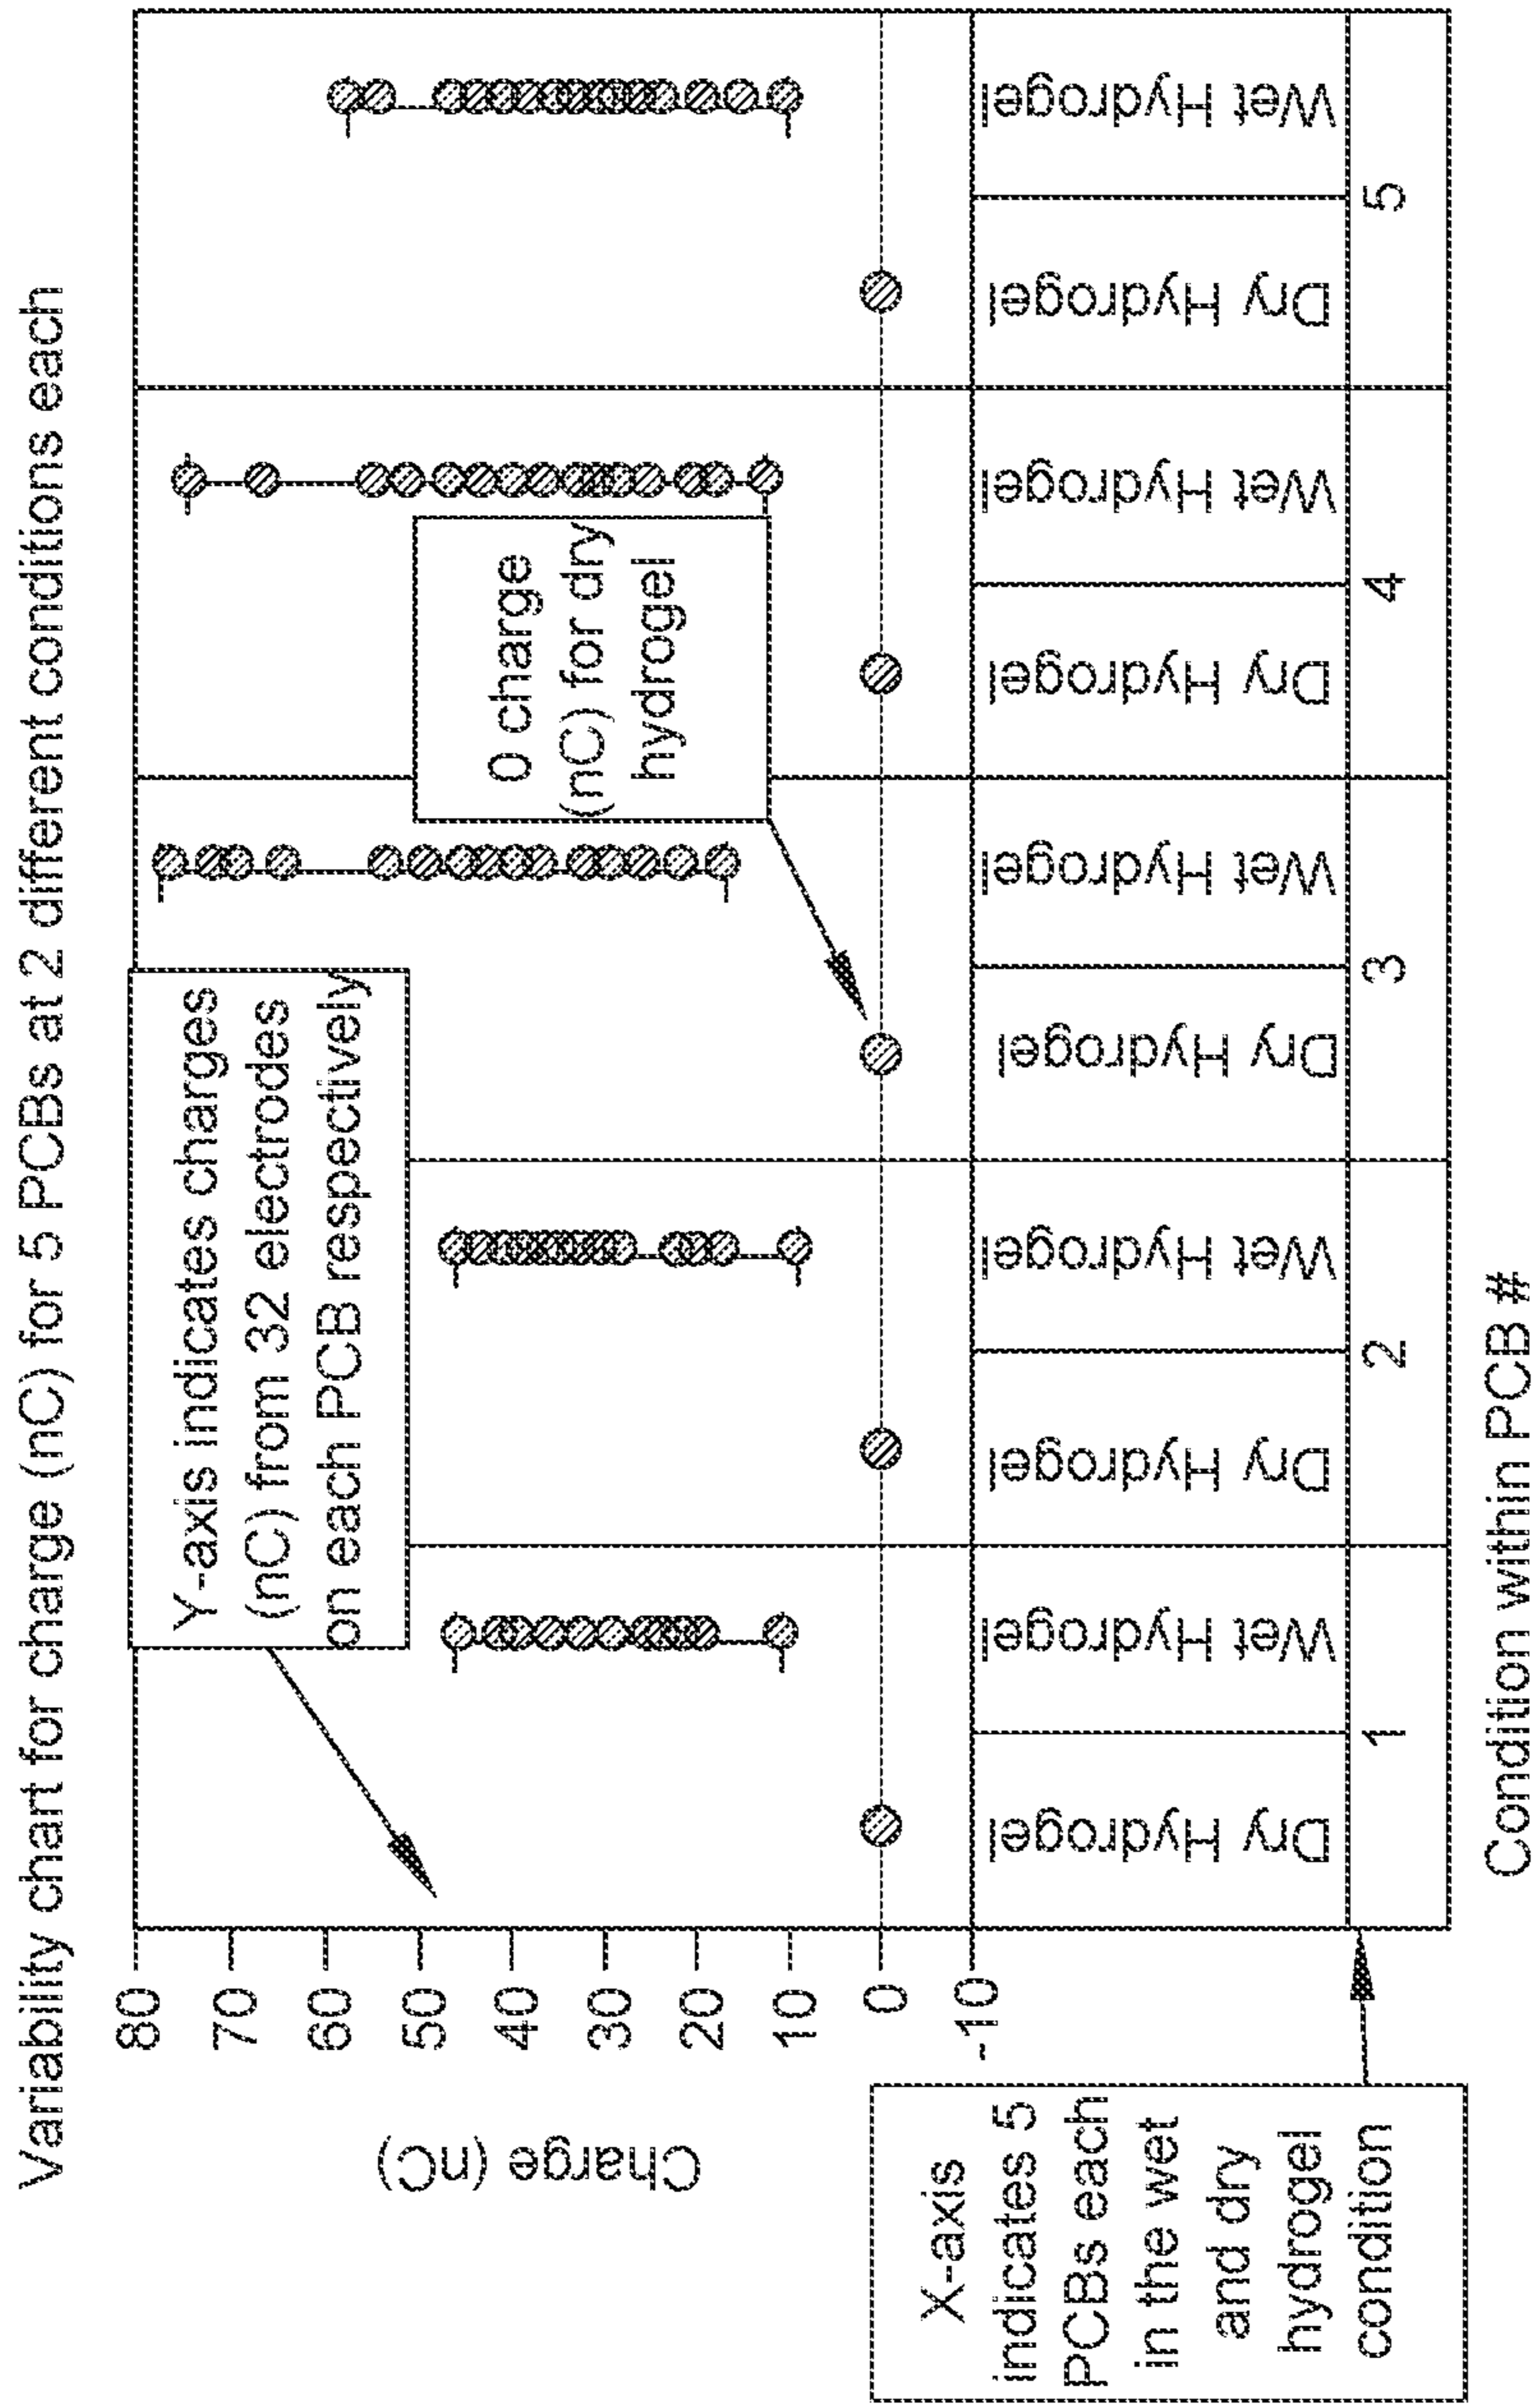 Variability chart for charge (nC) for 5 PCBs at 2 different conditions each
Y-axis indicates charges
(nC) from 32 electrodes
on each PCB respectively
0 charge
(nC) for dry
hydrogel
Charge (nC)
80
70
60
50
40
30
20
10
0
-10
Dry Hydrogel
Wet Hydrogel
Dry Hydrogel
Wet Hydrogel
Dry Hydrogel
Wet Hydrogel
Dry Hydrogel
Wet Hydrogel
Dry Hydrogel
Wet Hydrogel
1
2
3
4
5
X-axis
indicates 5
PCBs each
in the wet
and dry
hydrogel
condition
Condition within PCB #